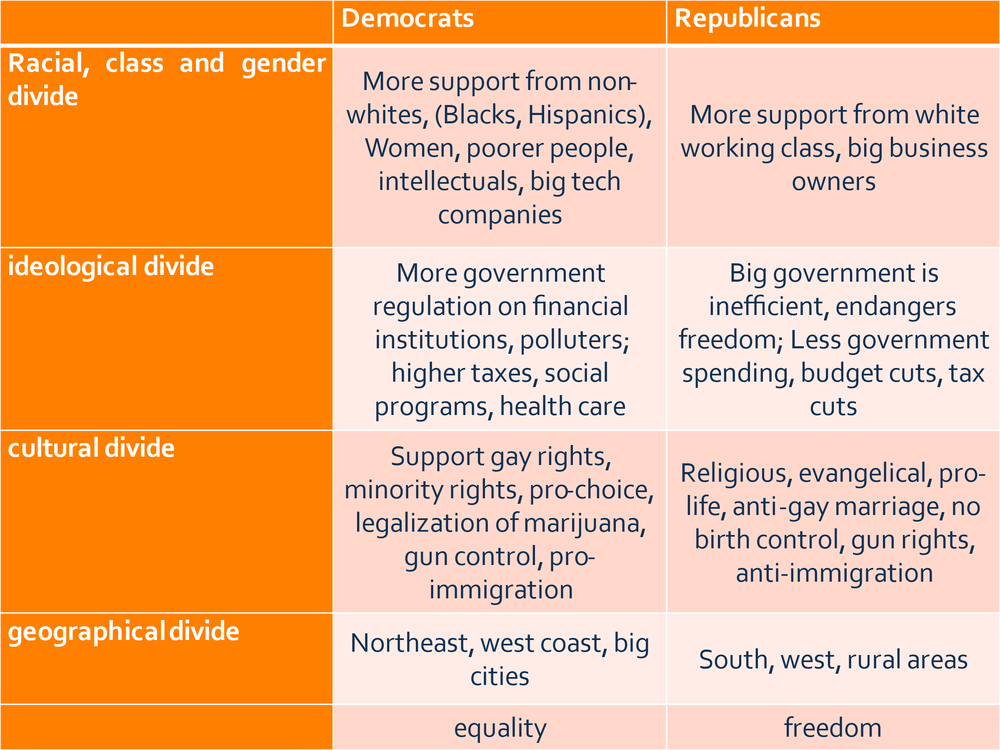 Democrats
Republicans
Racial, class and gender
divide
More support from non-
whites, (Blacks, Hispanics),
Women, poorer people,
intellectuals, big tech
companies
More support from white
working class, big business
owners
ideological divide
More government
regulation on financial
institutions, polluters;
higher taxes, social
programs, health care
Big government is
inefficient, endangers
freedom; Less government
spending, budget cuts, tax
cuts
cultural divide
Support gay rights,
minority rights, pro-choice,
legalization of marijuana,
gun control, pro-
immigration
Religious, evangelical, pro-
life, anti-gay marriage, no
birth control, gun rights,
anti-immigration
geographical divide
Northeast, west coast, big
cities
South, west, rural areas
equality
freedom